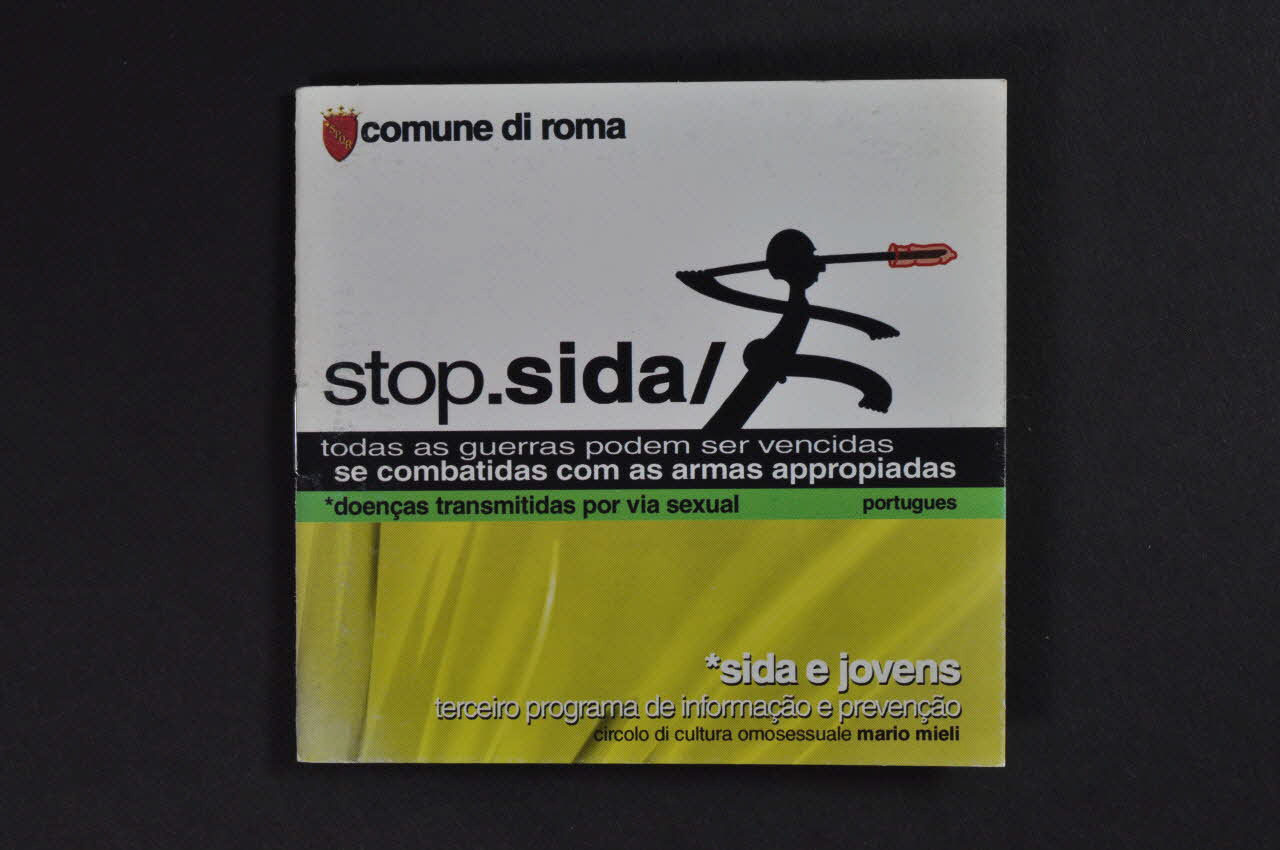 SPQR
comune di roma
stop.sida/
todas as guerras podem ser vencidas
se combatidas com as armas appropiadas
*doenças transmitidas por via sexual portugues
*sida e jovens
terceiro programa de informação e prevenção
circolo di cultura omosessuale mario mieli